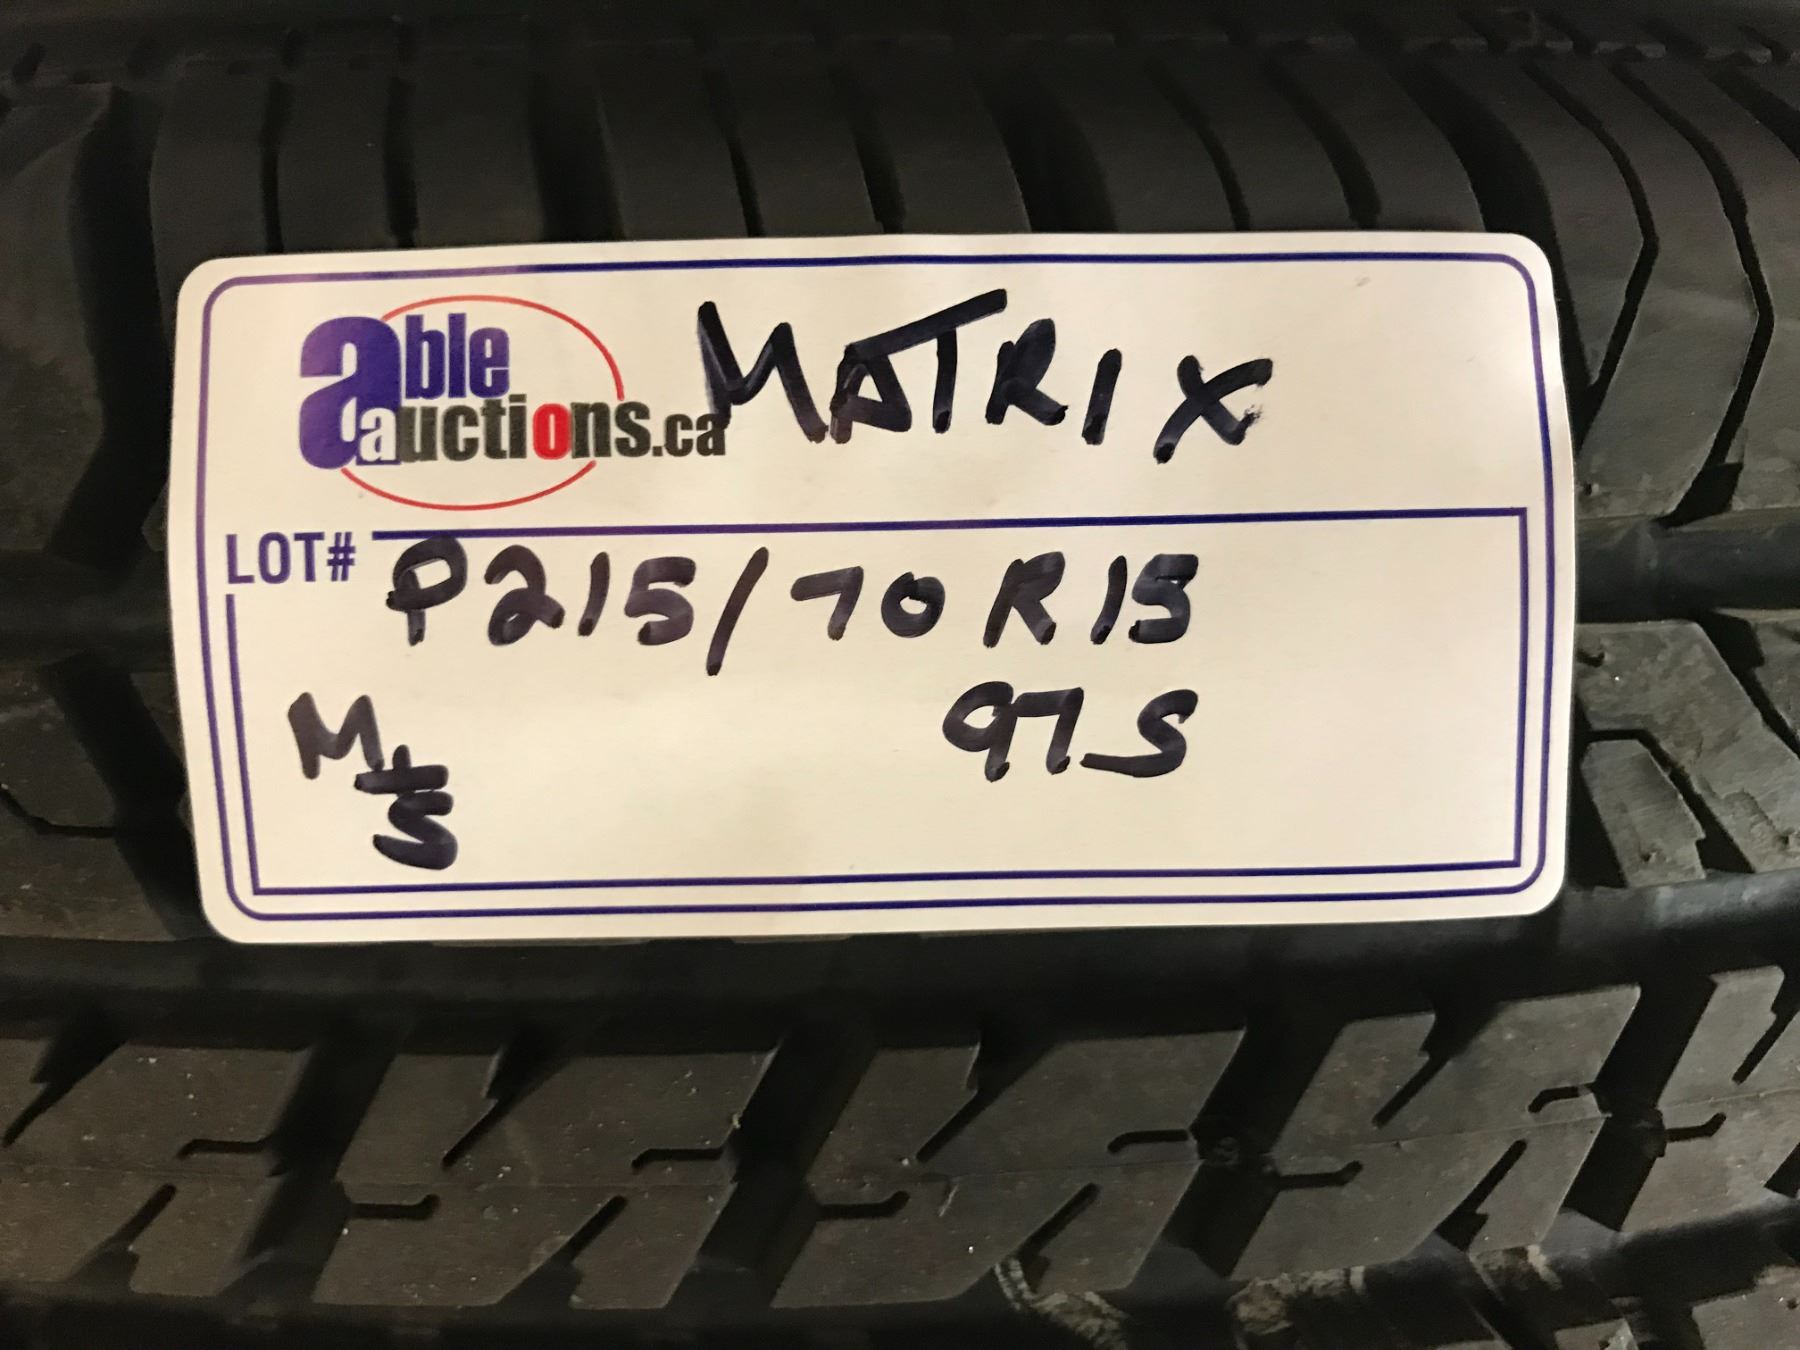 able auctions.ca MATRIX
LOT# P215/70R15
97S
M+S